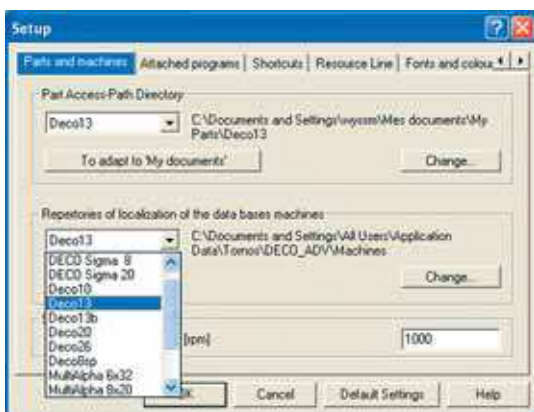 Setup
Parts and machines Attached programs Shortcuts Resource Line Fonts and colou
Part Access-Path Directory
Deco13
C:\Documents and Settings\wyssm\Mes documents\My
Parts\Deco13
To adapt to 'My documents'
Change...
Repertories of localization of the data bases machines
Deco13
C:\Documents and Settings\All Users\Application
Data\Tornos\DECO_ADV\Machines
Change...
DECO Sigma 8
DECO Sigma 20
Deco10
Deco13
Deco13b
Deco20
Deco26
Deco8sp
MultiAlpha 6x32
MultiAlpha 8x20
[rpm]
1000
Cancel Default Settings Help